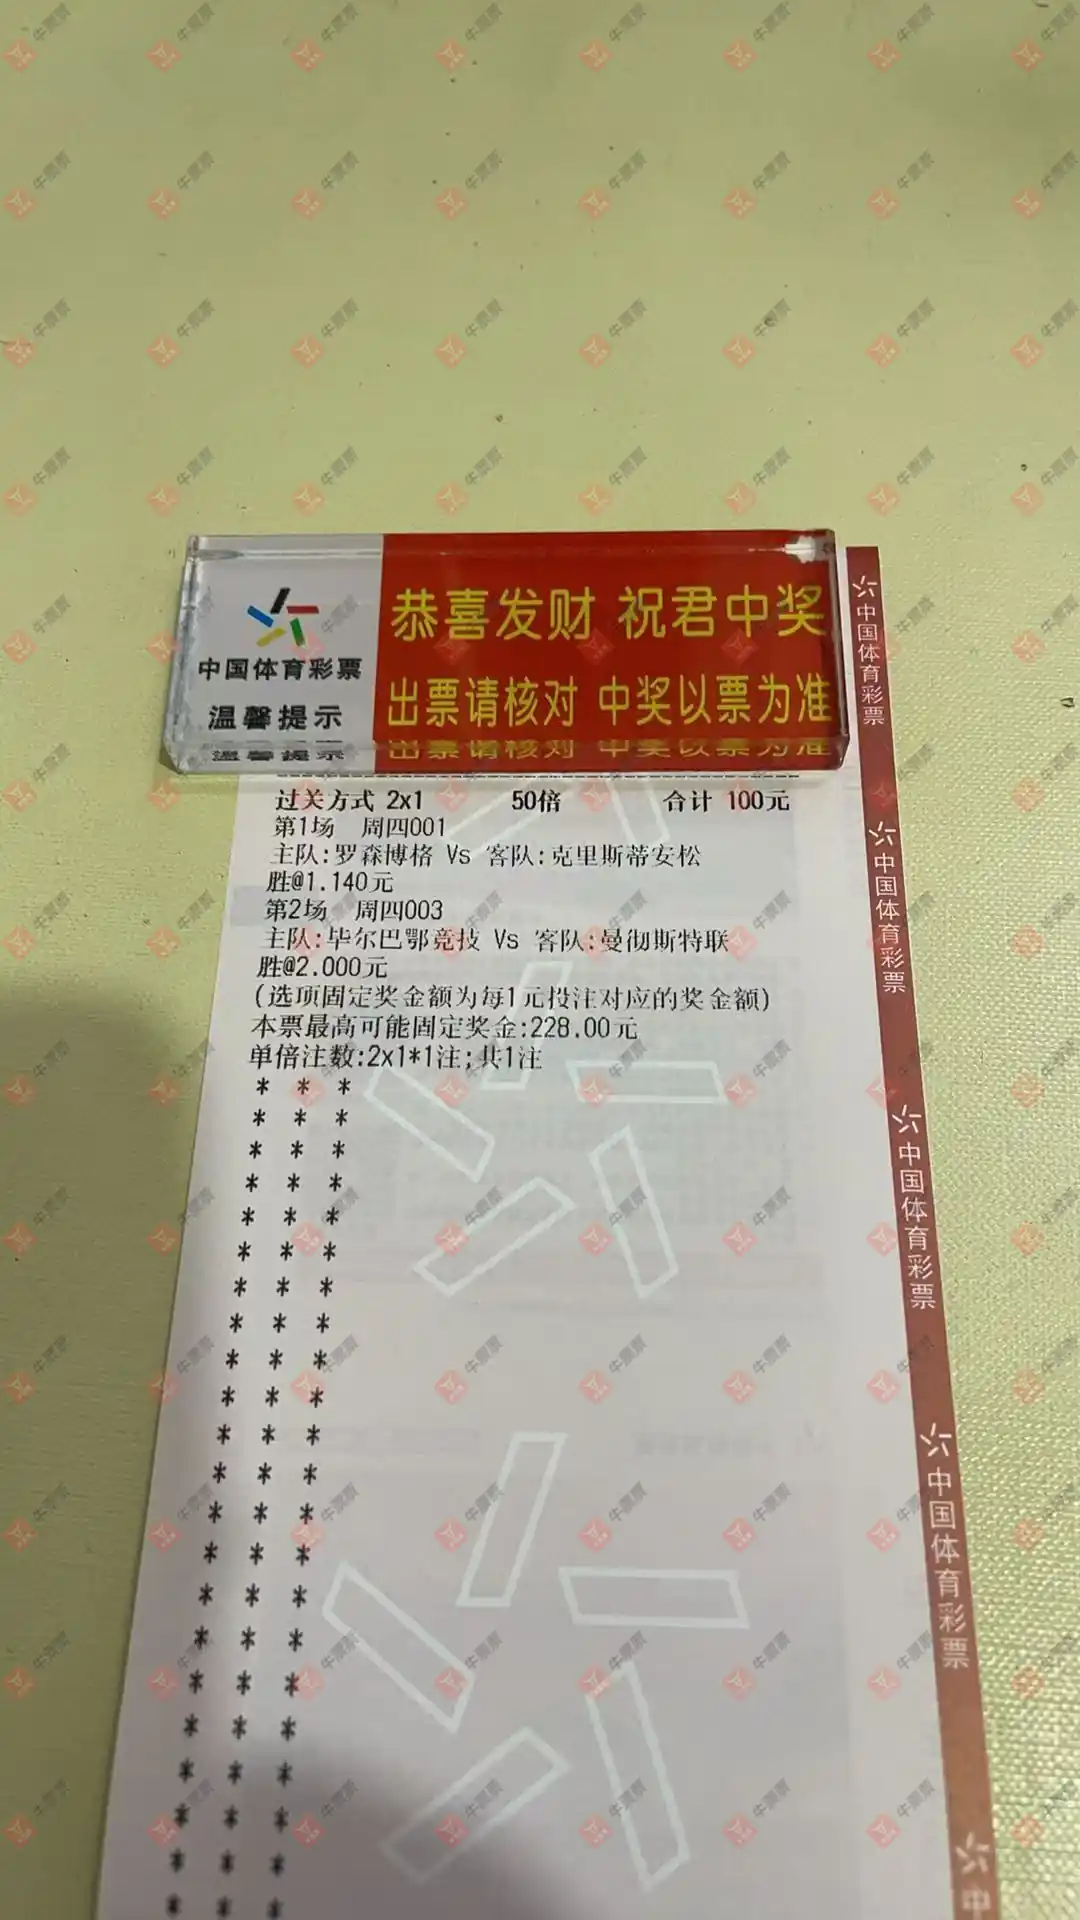 恭喜发财 祝君中奖
中国体育彩票
出票请核对 中奖以票为准
温馨提示
过关方式 2x1 50倍 合计 100元
第1场 周四001
主队:罗森博格 Vs 客队:克里斯蒂安松
胜@1.140元
第2场 周四003
主队:毕尔巴鄂竞技 Vs 客队:曼彻斯特联
胜@2.000元
(选项固定奖金额为每1元投注对应的奖金额)
本票最高可能固定奖金:228.00元
单倍注数:2x1*1注;共1注
中国体育彩票
中国体育彩票
中国体育彩票
中国体育彩票
中